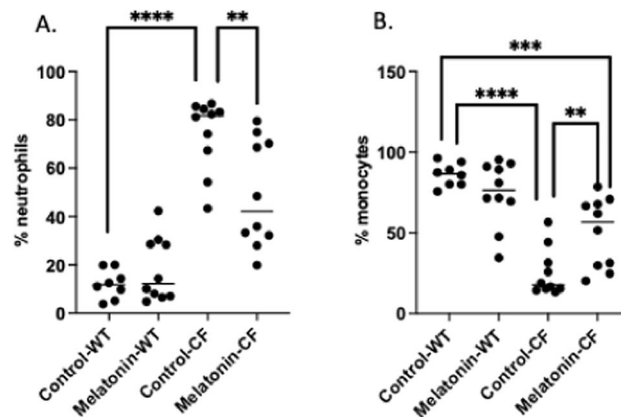 A.
B.
****
**
***
****
**
% neutrophils
100
80
60
40
20
0
Control-WT
Melatonin-WT
Control-CF
Melatonin-CF
% monocytes
150
100
50
0
Control-WT
Melatonin-WT
Control-CF
Melatonin-CF